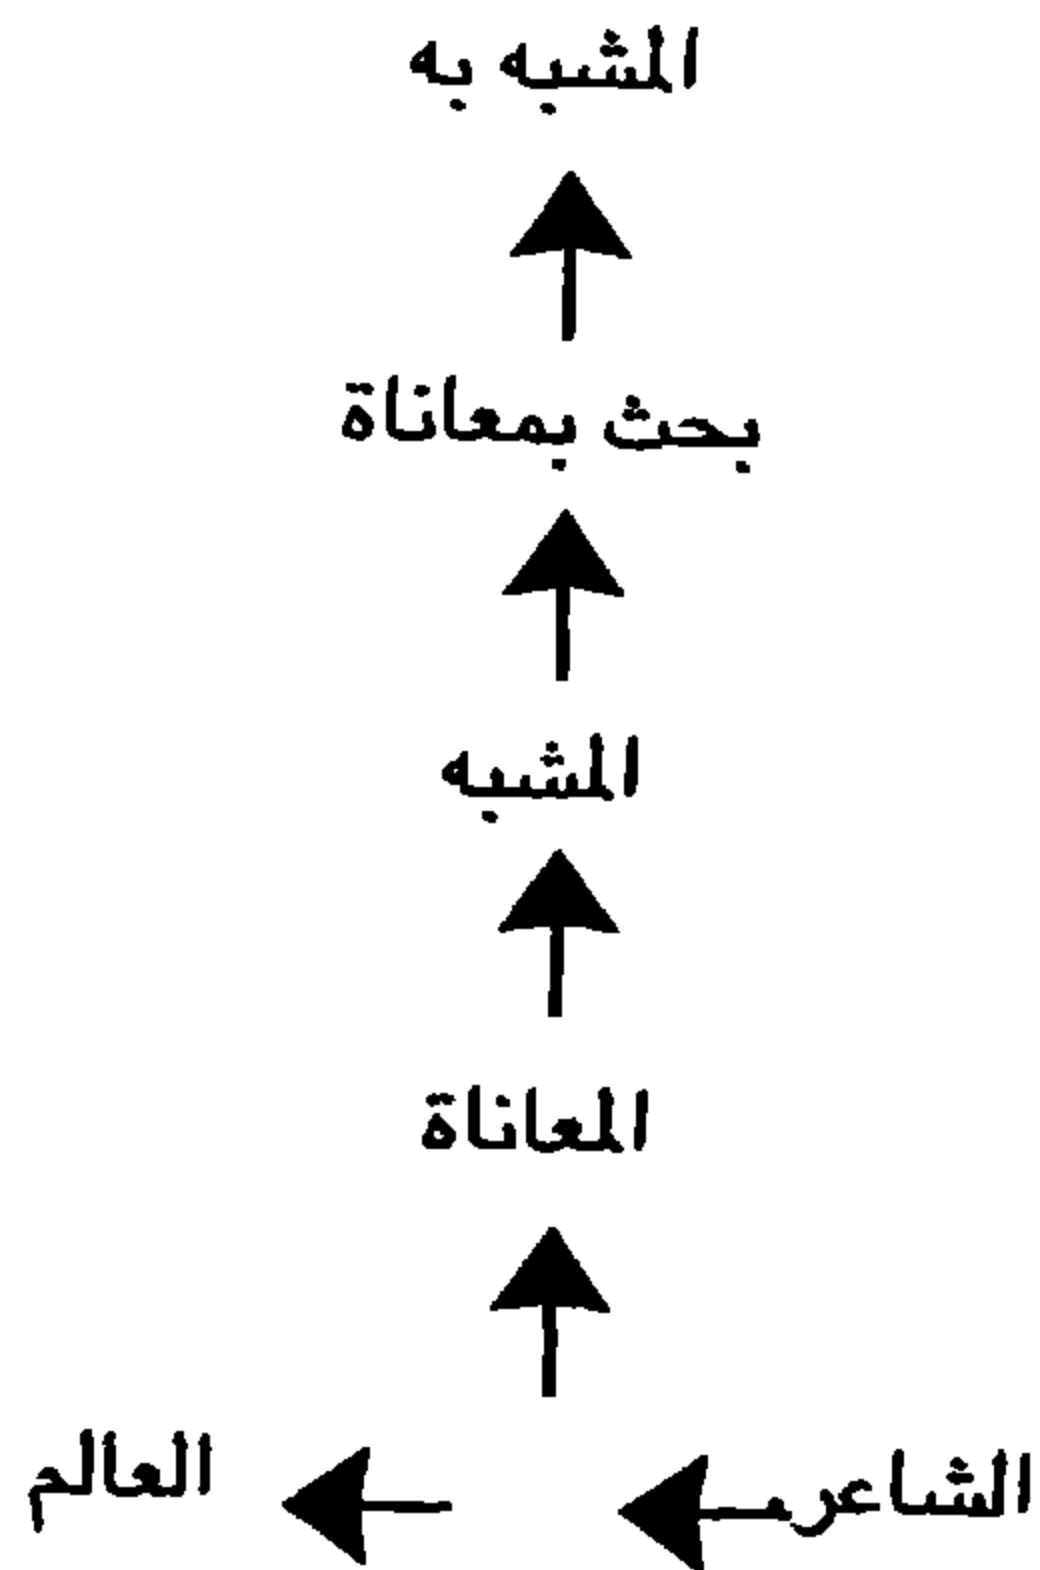 المشبه به
بحث بمعاناة
المشبه
المعاناة
الشاعر العالم